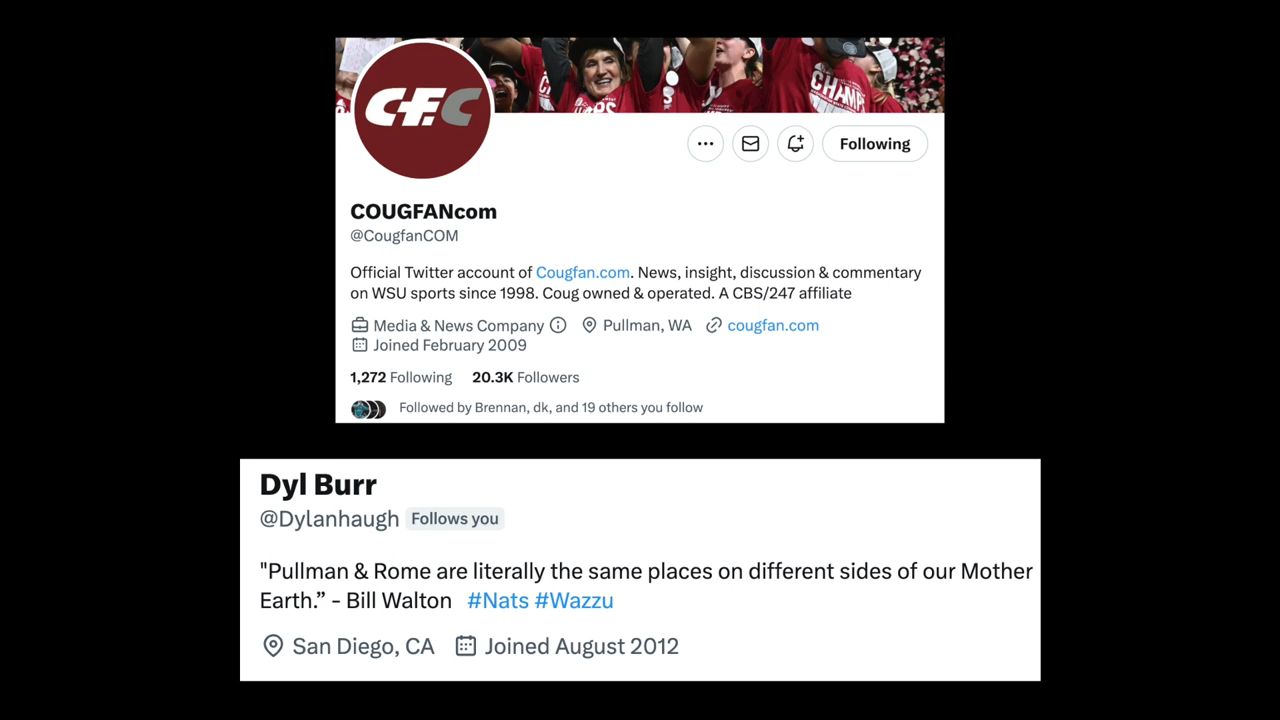 CHAMP
CFC
Following
COUGFANcom
@CougfanCOM
Official Twitter account of Cougfan.com. News, insight, discussion & commentary
on WSU sports since 1998. Coug owned & operated. A CBS/247 affiliate
Media & News Company Pullman, WA cougfan.com
Joined February 2009
1,272 Following 20.3K Followers
Followed by Brennan, dk, and 19 others you follow
Dyl Burr
@Dylanhaugh Follows you
"Pullman & Rome are literally the same places on different sides of our Mother
Earth.” - Bill Walton #Nats #Wazzu
San Diego, CA Joined August 2012